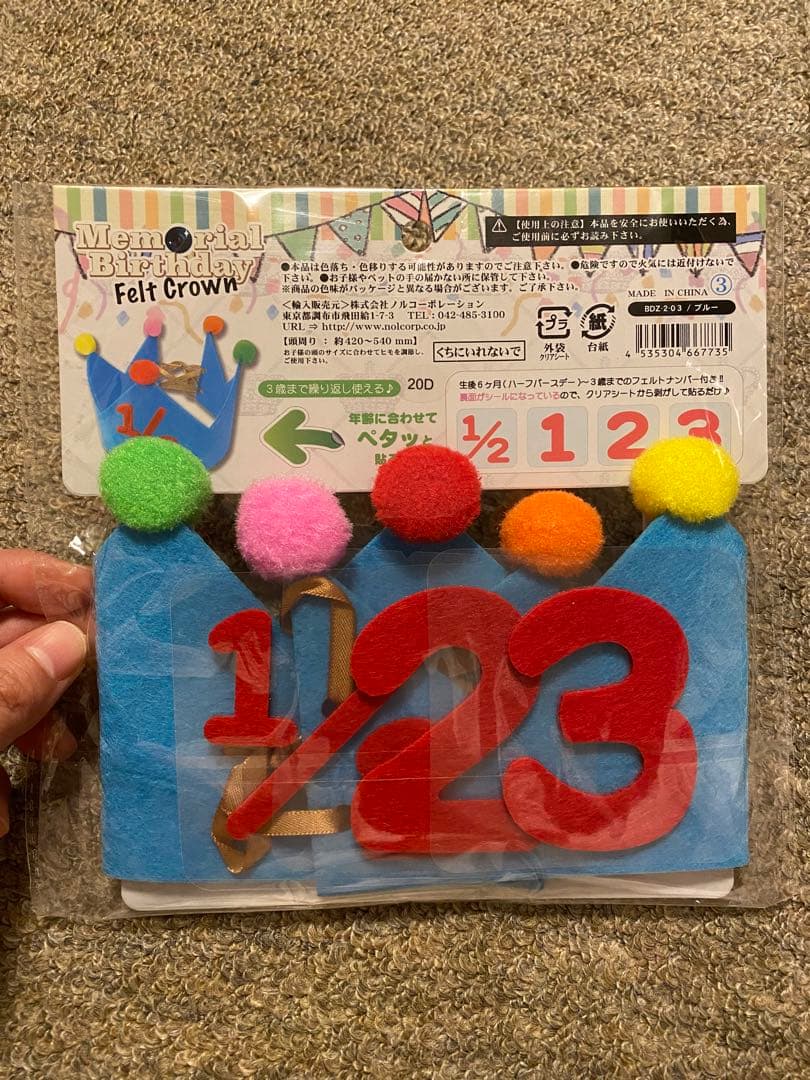 Memorial
Birthday
Felt Crown
【使用上の注意】本品を安全にお使いいただく為、
ご使用前に必ずお読み下さい。
●本品は色落ち・色移りする可能性がありますのでご注意下さい。●危険ですので火気には近付けないで
下さい。●お子様やペットの手の届かない所に保管して下さい。
※商品の色味がパッケージと異なる場合がございます。ご了承下さい。
MADE IN CHINA ③
<輸入販売元>株式会社ノルコーポレーション
東京都調布市飛田給1-7-3 TEL. 042-485-3100
URL ⇒ http://www.nolcorp.co.jp
【頭周り : 約420~540mm】
お子様の頭のサイズに合わせてヒモを調節し、
ご使用下さい。
くちにいれないで
プラ
外袋
クリアシート
紙
台紙
BDZ-2-03 / ブルー
4 535304 667735
3歳まで繰り返し使える♪
20D
年齢に合わせて
ペタッと
貼
生後6ヶ月(ハーフバースデー)~3歳までのフェルトナンバー付き!!
裏面がシールになっているので、クリアシートから剥がして貼るだけ♪
1/2 1 2 3
1/2
1/2 3